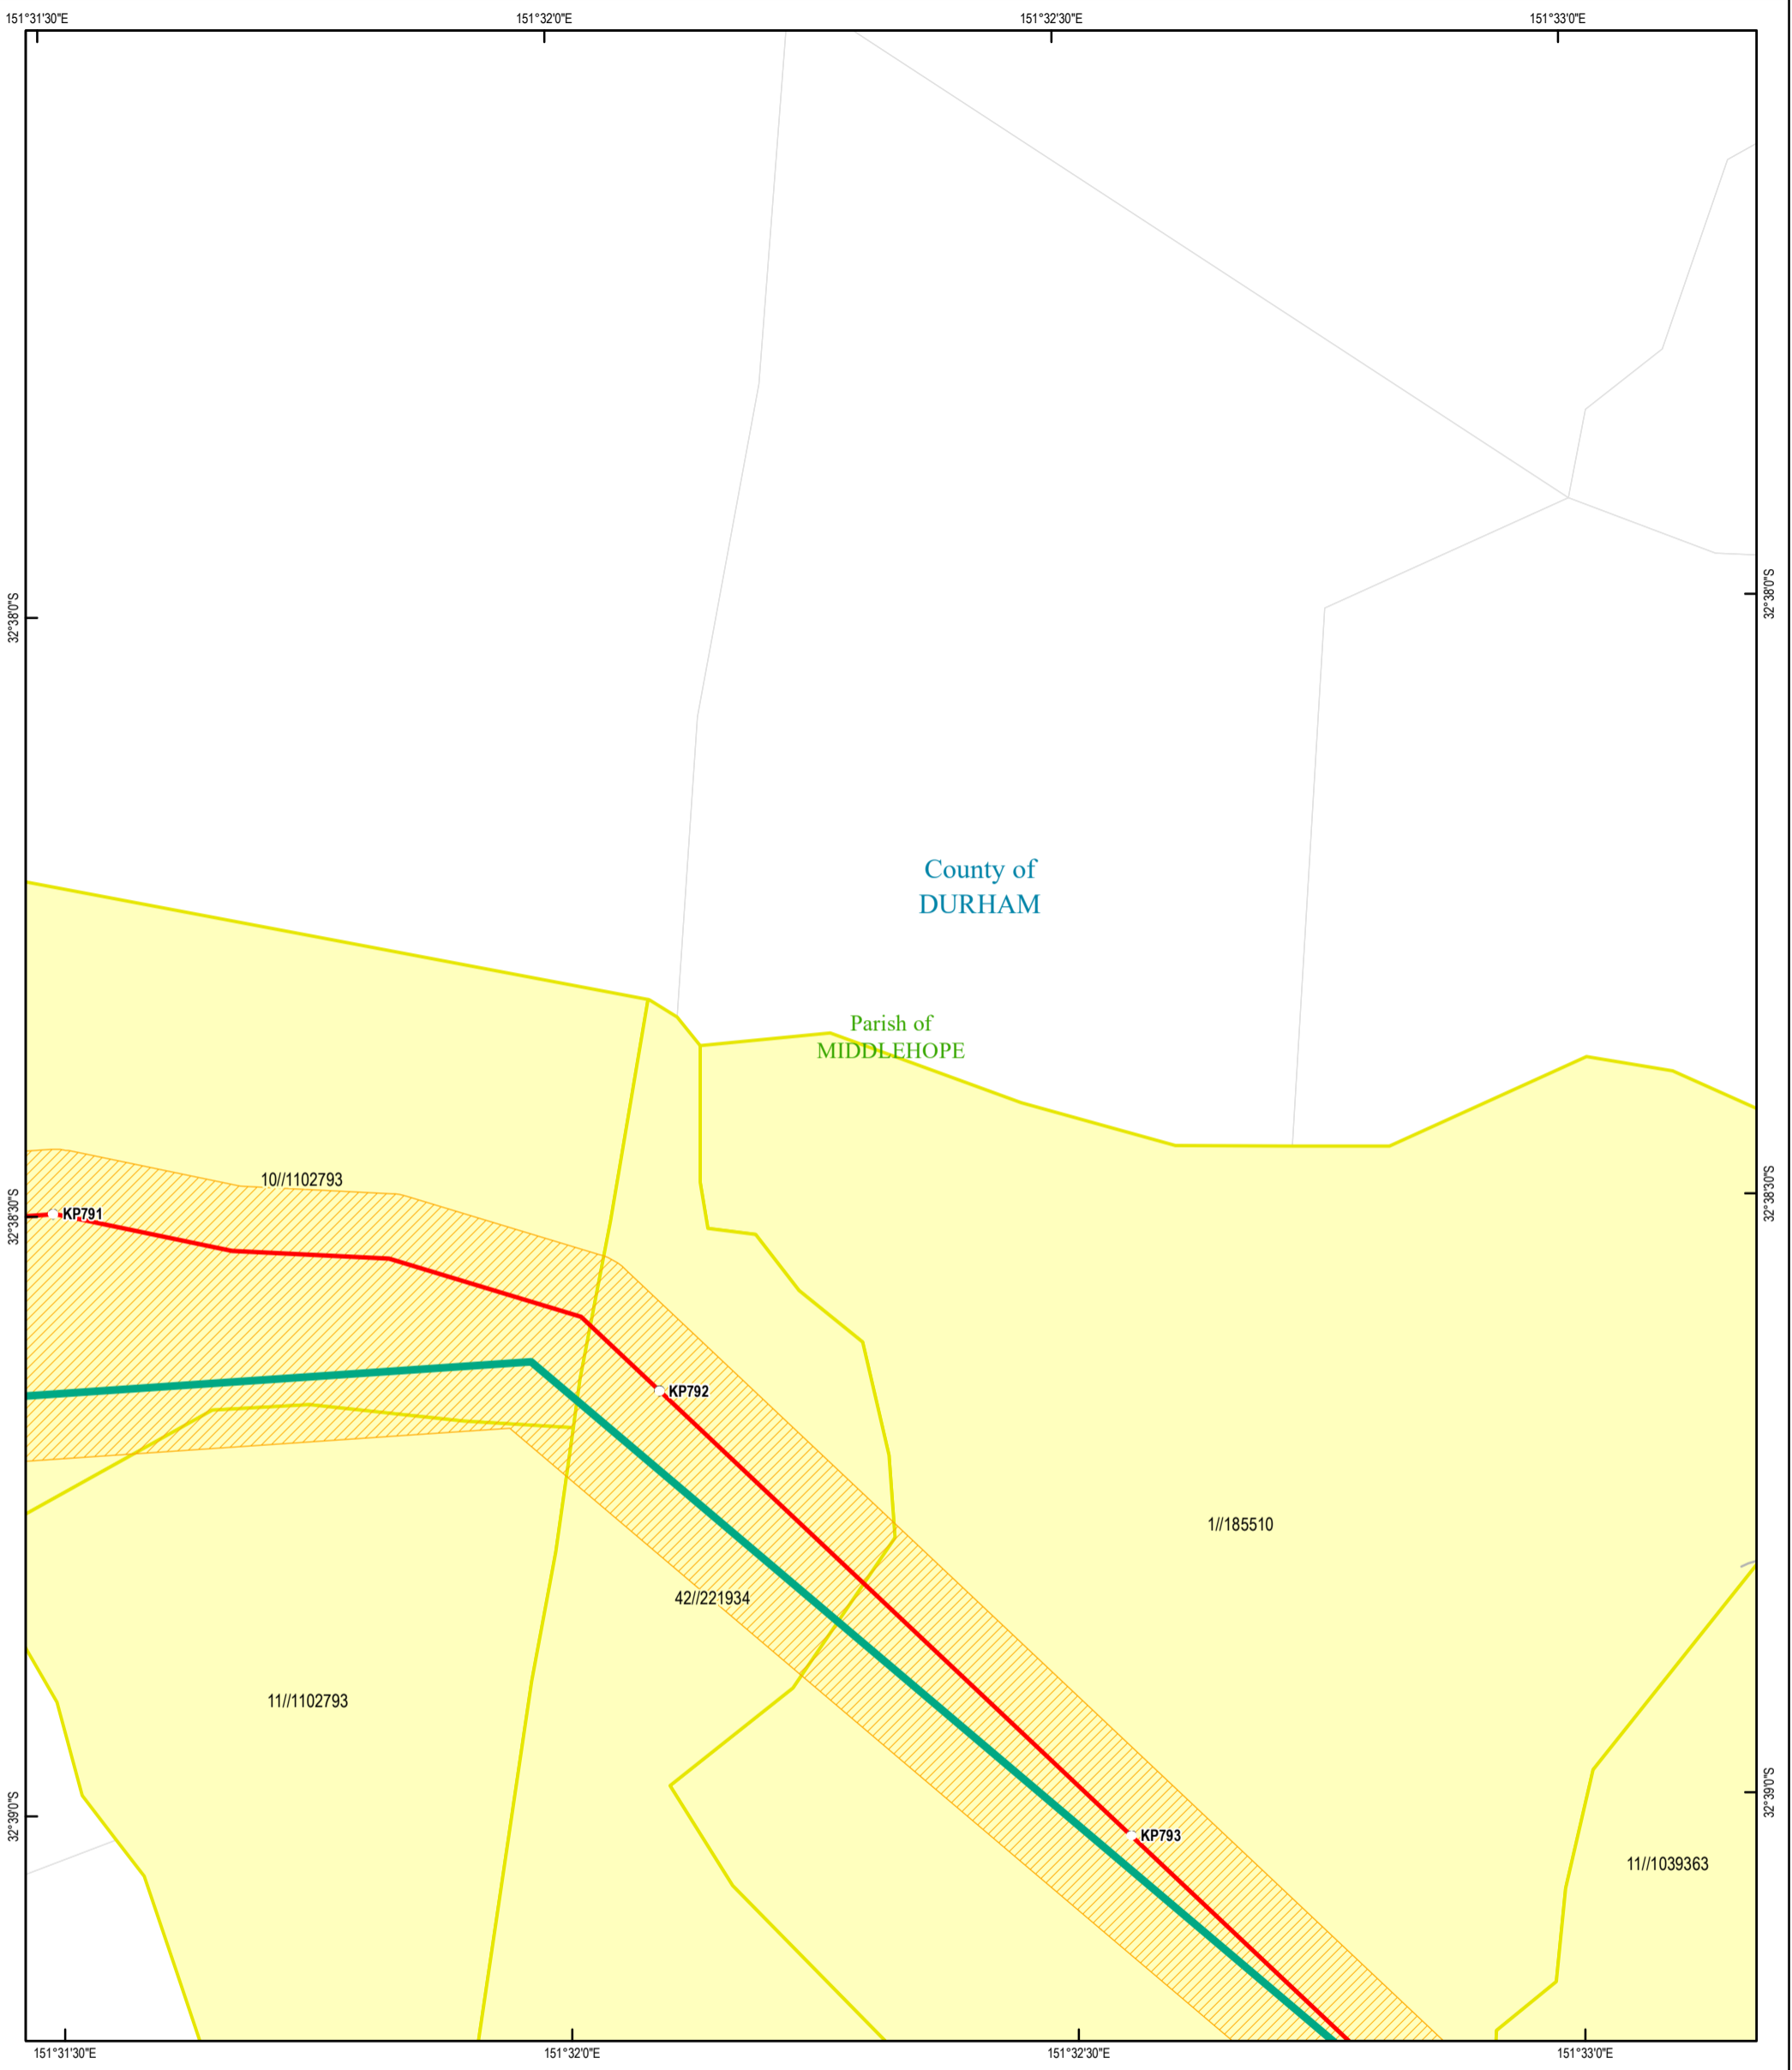 151°31'30"E
151°32'0"E
151°32'30"E
151°33'0"E
32°38'0"S
32°38'0"S
County of
DURHAM
Parish of
MIDDLEHOPE
10//1102793
32°38'30"S
32°38'30"S
KP791
KP792
1//185510
42//221934
11//1102793
32°39'0"S
32°39'0"S
KP793
11//1039363
151°31'30"E
151°32'0"E
151°32'30"E
151°33'0"E